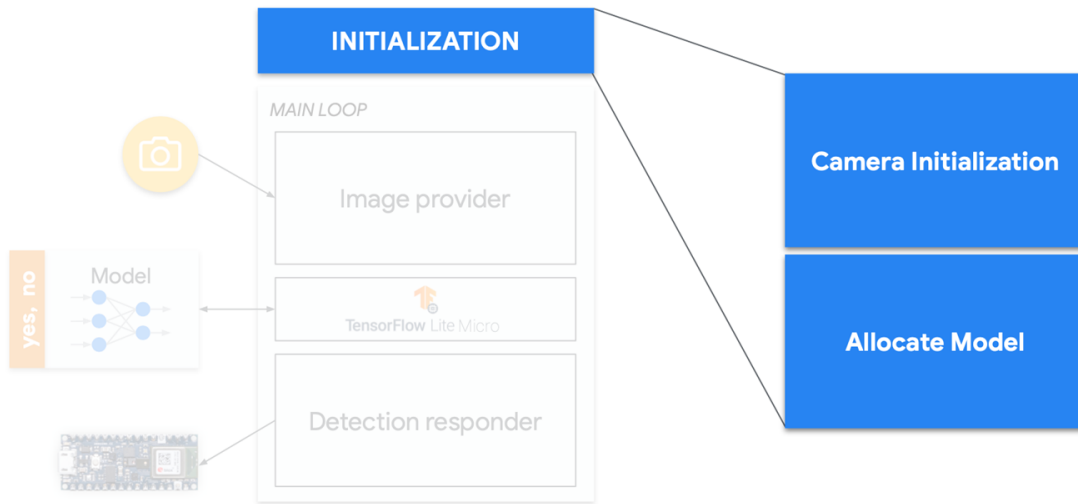 INITIALIZATION
MAIN LOOP
Camera Initialization
Image provider
Model
yes, no
TensorFlow Lite Micro
Allocate Model
Detection responder